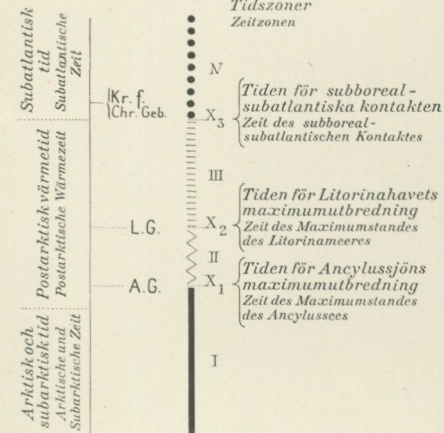 Tidszoner
Zeitzonen
Subatlantisk
tid
Subatlantische
Zeit
IV
Kr. f.
Chr. Geb.
X3
Tiden för subboreal-
subatlantiska kontakten
Zeit des subboreal-
subatlantischen Kontaktes
Postarktisk värmetid
Postarktische Wärmezeit
III
L.G.
X2
Tiden för Litorinahavets
maximumutbredning
Zeit des Maximumstandes
des Litorinameeres
II
A.G.
X1
Tiden för Ancylussjöns
maximumutbredning
Zeit des Maximumstandes
des Ancylussees
Arktisk och
subarktisk tid
Arktische und
Subarktische Zeit
I